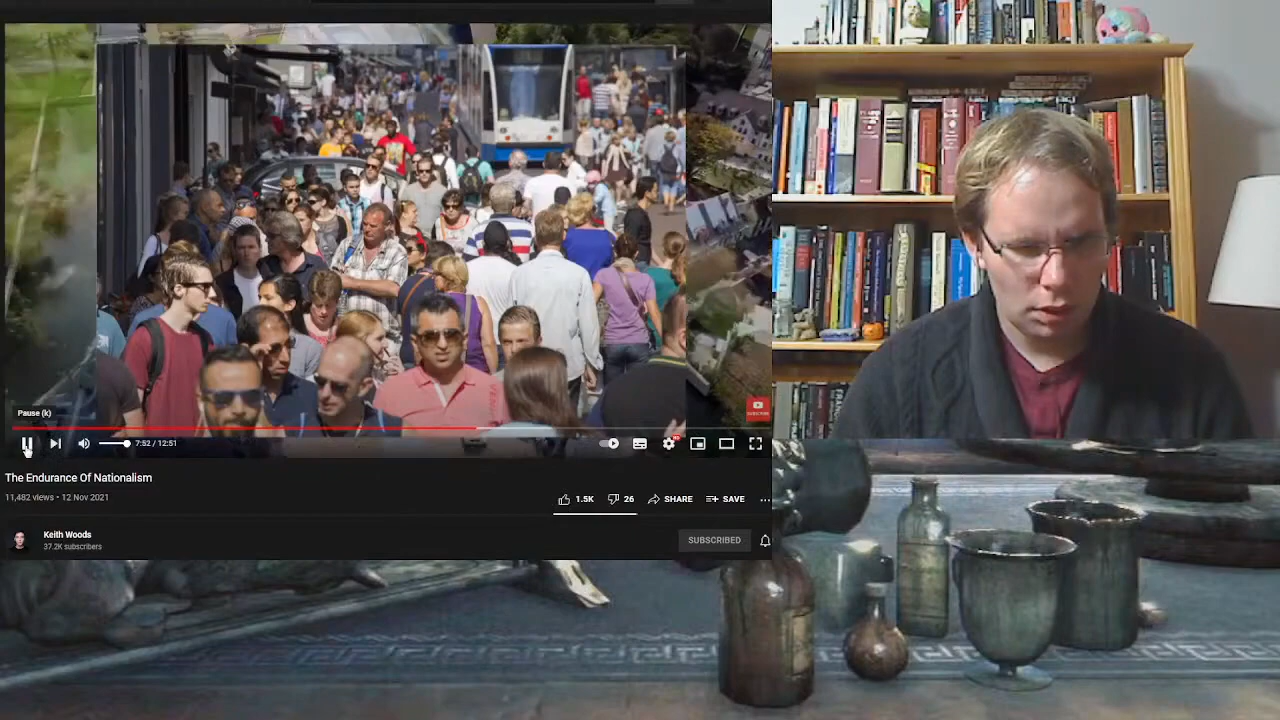 Pause (k)
7:52 / 12:51
SUBSCRIBE
The Endurance Of Nationalism
11,482 views • 12 Nov 2021
1.5K
26
SHARE
SAVE
Keith Woods
37.2K subscribers
SUBSCRIBED